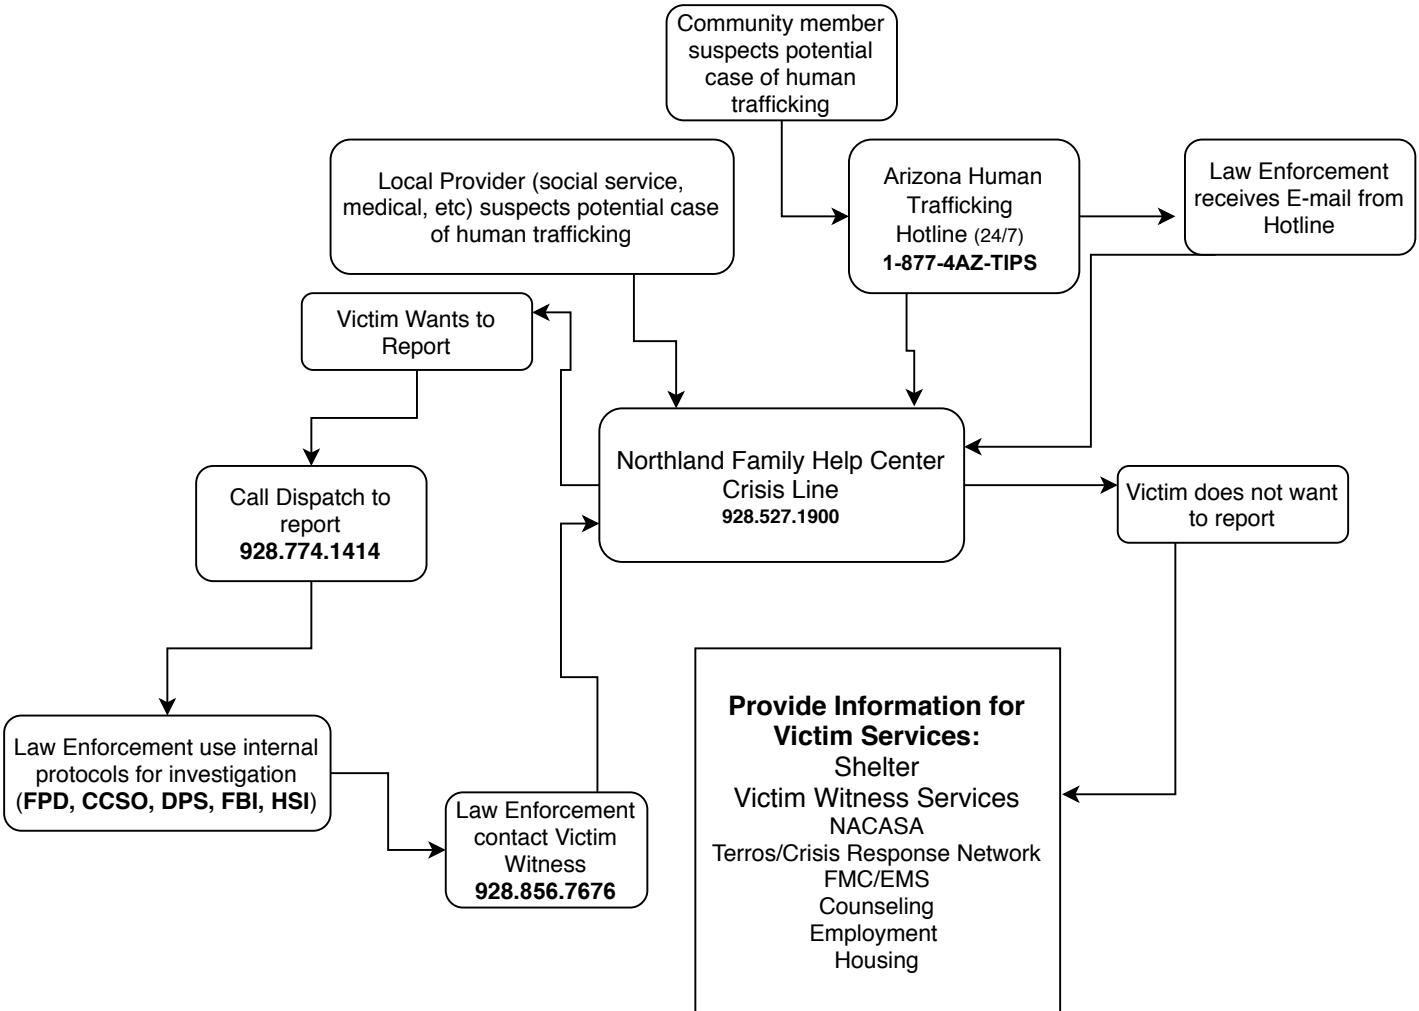 Community member
suspects potential
case of human
trafficking
Local Provider (social service,
medical, etc) suspects potential case
of human trafficking
Arizona Human
Trafficking
Hotline (24/7)
1-877-4AZ-TIPS
Law Enforcement
receives E-mail from
Hotline
Victim Wants to
Report
Northland Family Help Center
Crisis Line
928.527.1900
Call Dispatch to
report
928.774.1414
Victim does not want
to report
Law Enforcement use internal
protocols for investigation
(FPD, CCSO, DPS, FBI, HSI)
Law Enforcement
contact Victim
Witness
928.856.7676
Provide Information for
Victim Services:
Shelter
Victim Witness Services
NACASA
Terros/Crisis Response Network
FMC/EMS
Counseling
Employment
Housing